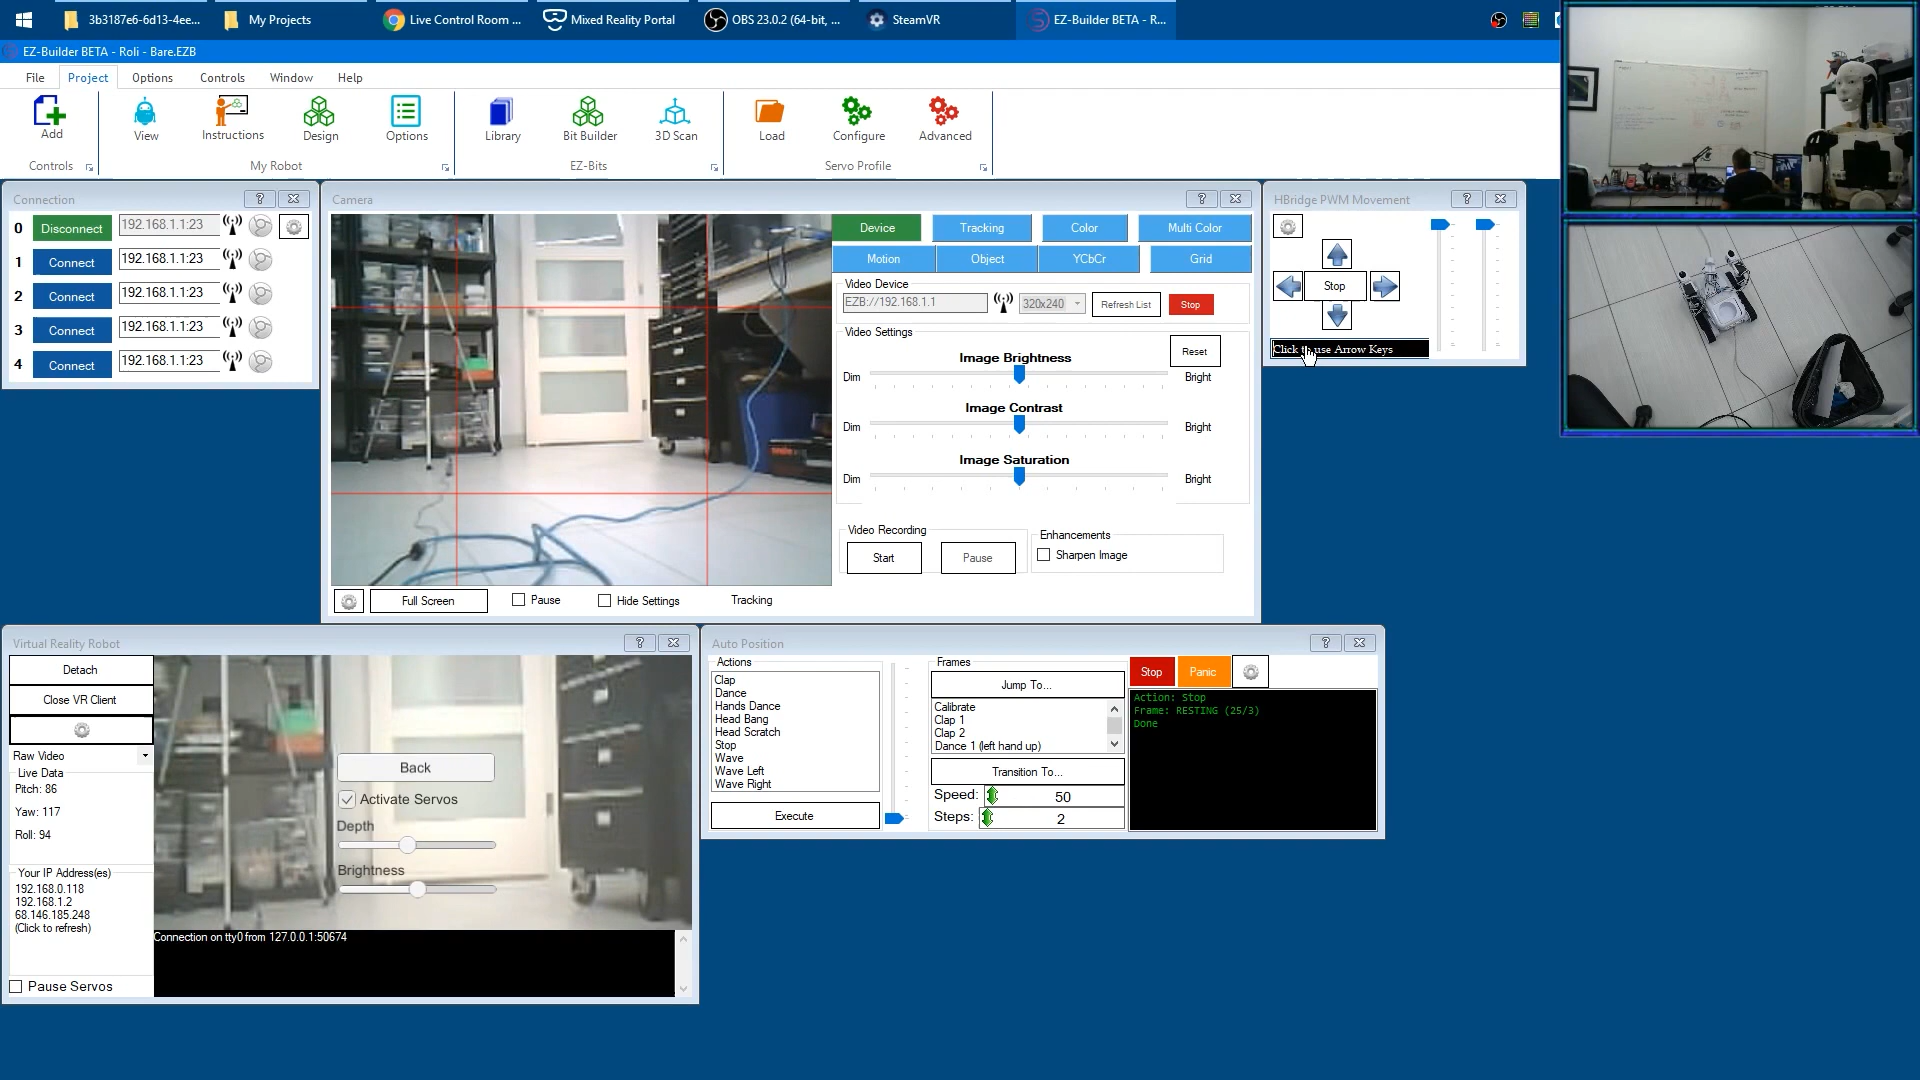 3b3187e6-6d13-4ee...
My Projects
Live Control Room ...
Mixed Reality Portal
OBS 23.0.2 (64-bit, ...
SteamVR
EZ-Builder BETA - R...
EZ-Builder BETA - Roli - Bare.EZB
File
Project
Options
Controls
Window
Help
Add
View
Instructions
Design
Options
Library
Bit Builder
3D Scan
Load
Configure
Advanced
Controls
My Robot
EZ-Bits
Servo Profile
Connection
?
0 Disconnect 192.168.1.1:23
1 Connect 192.168.1.1:23
2 Connect 192.168.1.1:23
3 Connect 192.168.1.1:23
4 Connect 192.168.1.1:23
Camera
?
Device
Tracking
Color
Multi Color
Motion
Object
YCbCr
Grid
Video Device
EZB://192.168.1.1
320x240
Refresh List
Stop
Video Settings
Reset
Image Brightness
Dim
Bright
Image Contrast
Dim
Bright
Image Saturation
Dim
Bright
Video Recording
Start
Pause
Enhancements
Sharpen Image
Full Screen
Pause
Hide Settings
Tracking
HBridge PWM Movement
?
Stop
Click to use Arrow Keys
Virtual Reality Robot
?
Detach
Close VR Client
Raw Video
Live Data
Pitch: 86
Yaw: 117
Roll: 94
Your IP Address(es)
192.168.0.118
192.168.1.2
68.146.185.248
(Click to refresh)
Pause Servos
Back
Activate Servos
Depth
Brightness
Connection on tty0 from 127.0.0.1:50674
Auto Position
?
Actions
Clap
Dance
Hands Dance
Head Bang
Head Scratch
Stop
Wave
Wave Left
Wave Right
Execute
Frames
Jump To...
Calibrate
Clap 1
Clap 2
Dance 1 (left hand up)
Transition To...
Speed: 50
Steps: 2
Stop
Panic
Action: Stop
Frame: RESTING (25/3)
Done